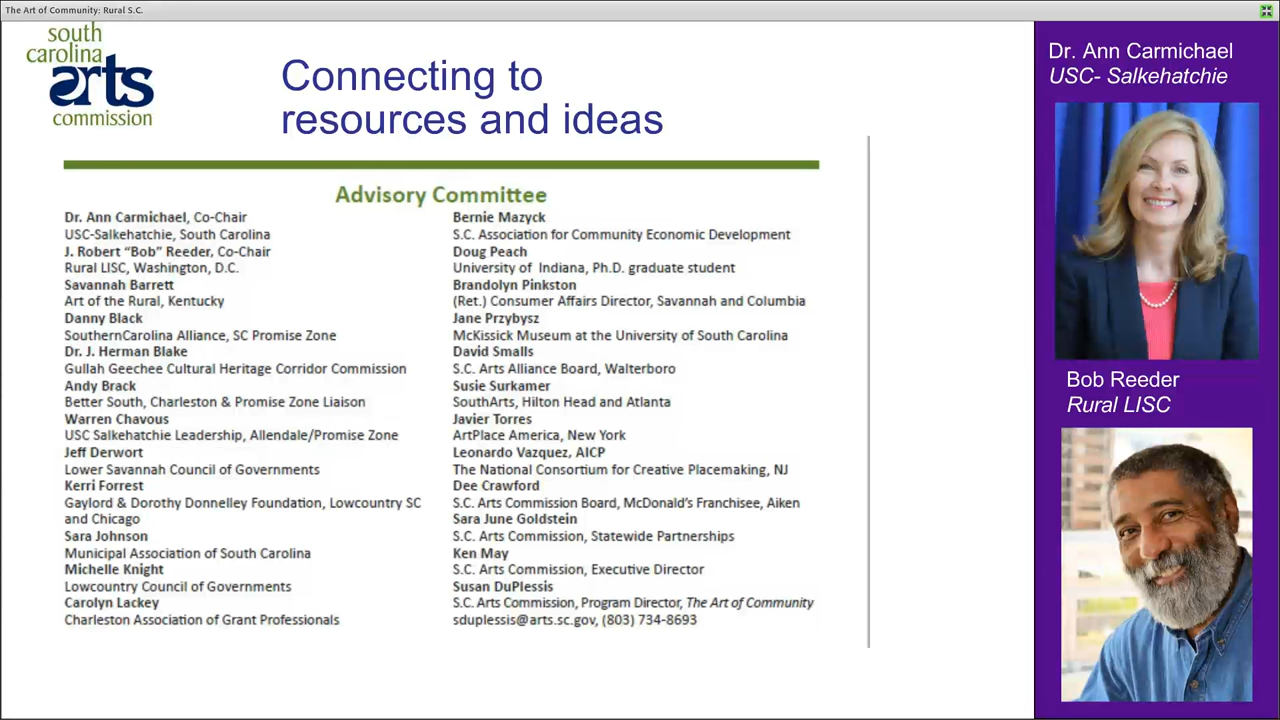 The Art of Community: Rural S.C.
south
carolina
arts
commission
Connecting to
resources and ideas
Advisory Committee
Dr. Ann Carmichael, Co-Chair
USC-Salkehatchie, South Carolina
J. Robert “Bob” Reeder, Co-Chair
Rural LISC, Washington, D.C.
Savannah Barrett
Art of the Rural, Kentucky
Danny Black
SouthernCarolina Alliance, SC Promise Zone
Dr. J. Herman Blake
Gullah Geechee Cultural Heritage Corridor Commission
Andy Brack
Better South, Charleston & Promise Zone Liaison
Warren Chavous
USC Salkehatchie Leadership, Allendale/Promise Zone
Jeff Derwort
Lower Savannah Council of Governments
Kerri Forrest
Gaylord & Dorothy Donnelley Foundation, Lowcountry SC
and Chicago
Sara Johnson
Municipal Association of South Carolina
Michelle Knight
Lowcountry Council of Governments
Carolyn Lackey
Charleston Association of Grant Professionals
Bernie Mazyck
S.C. Association for Community Economic Development
Doug Peach
University of Indiana, Ph.D. graduate student
Brandolyn Pinkston
(Ret.) Consumer Affairs Director, Savannah and Columbia
Jane Przybysz
McKissick Museum at the University of South Carolina
David Smalls
S.C. Arts Alliance Board, Walterboro
Susie Surkamer
SouthArts, Hilton Head and Atlanta
Javier Torres
ArtPlace America, New York
Leonardo Vazquez, AICP
The National Consortium for Creative Placemaking, NJ
Dee Crawford
S.C. Arts Commission Board, McDonald’s Franchisee, Aiken
Sara June Goldstein
S.C. Arts Commission, Statewide Partnerships
Ken May
S.C. Arts Commission, Executive Director
Susan DuPlessis
S.C. Arts Commission, Program Director, The Art of Community
sduplessis@arts.sc.gov, (803) 734-8693
Dr. Ann Carmichael
USC- Salkehatchie
Bob Reeder
Rural LISC